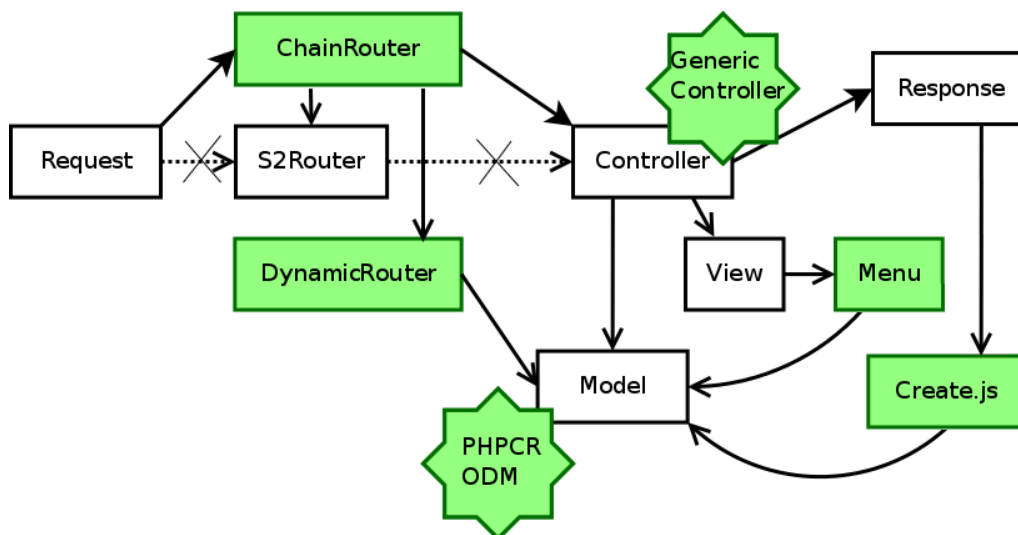 ChainRouter
Generic
Controller
Response
Request
S2Router
Controller
DynamicRouter
View
Menu
Model
Create.js
PHPCR
ODM